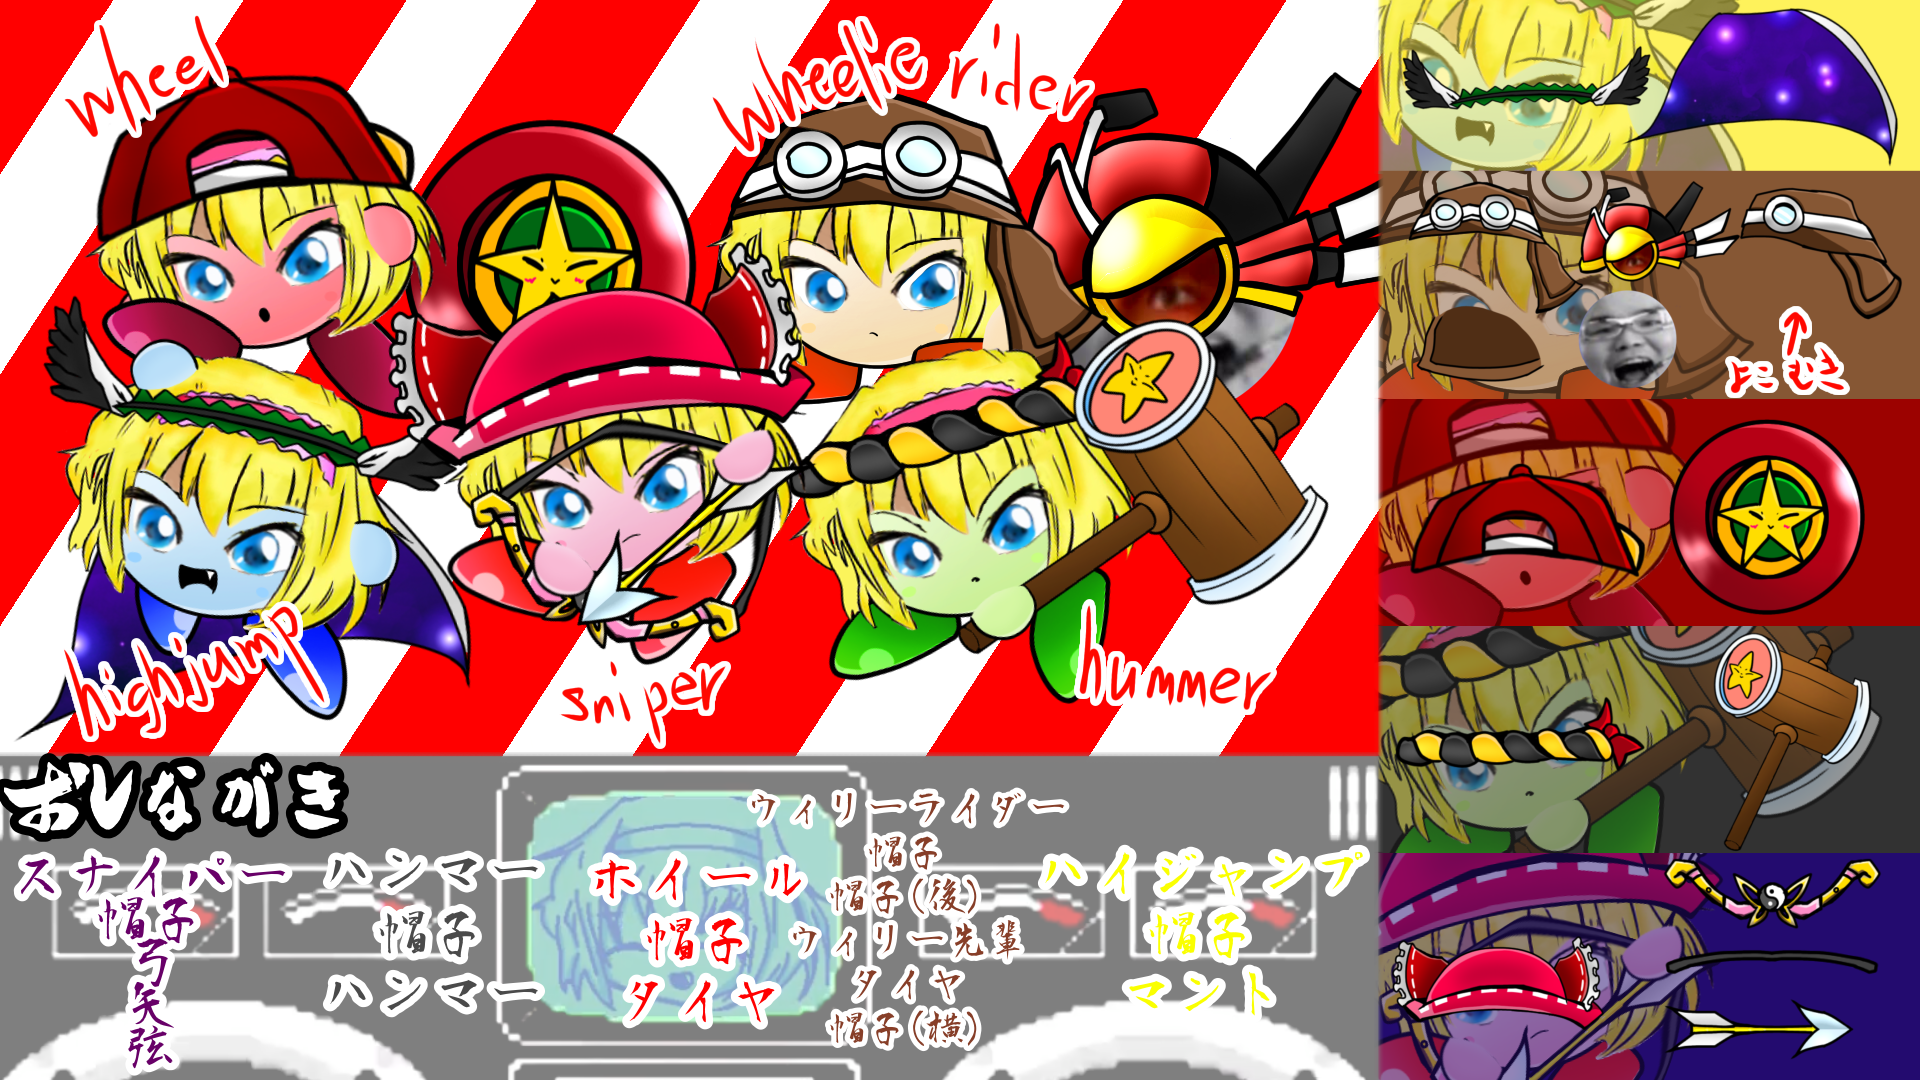 wheel
wheelie rider
highjump
sniper
hummer
よこむき
おしながき
スナイパー
帽子
弓
矢
弦
ハンマー
帽子
ハンマー
ホイール
帽子
タイヤ
ウィリーライダー
帽子
帽子(後)
ウィリー先輩
タイヤ
帽子(横)
ハイジャンプ
帽子
マント